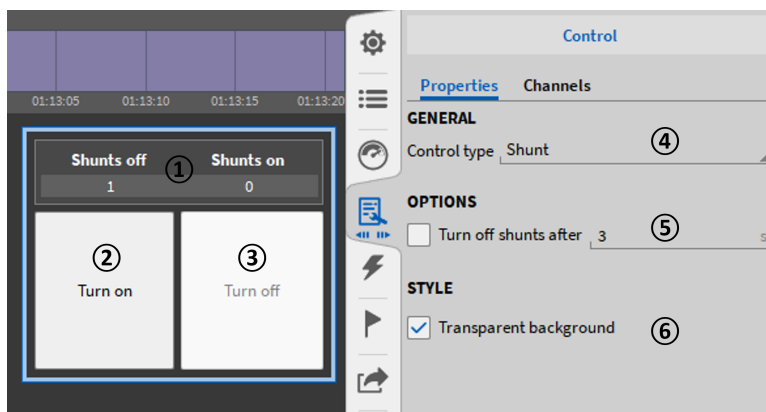 01:13:05 01:13:10 01:13:15 01:13:20
Shunts off ① Shunts on
1 0
② ③
Turn on Turn off
Control
Properties Channels
GENERAL
Control type Shunt ④
OPTIONS
Turn off shunts after 3 ⑤ s
STYLE
Transparent background ⑥